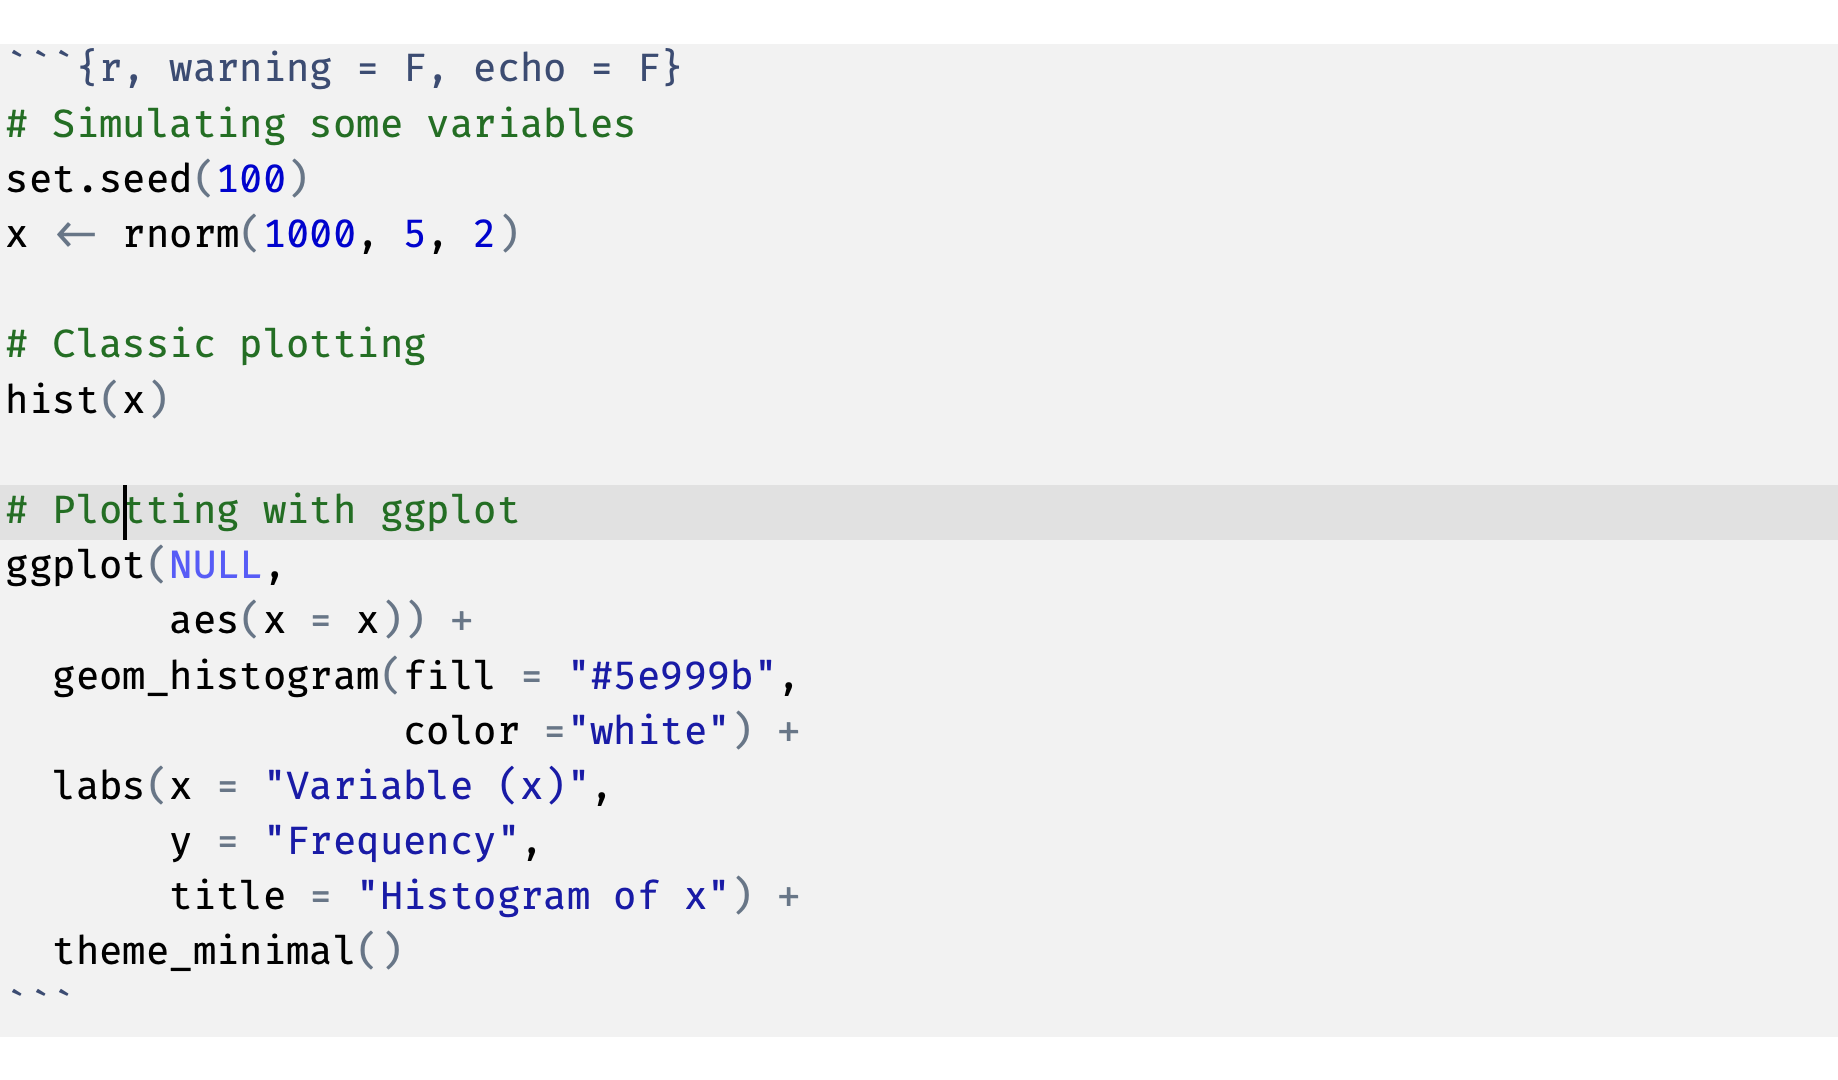 ```{r, warning = F, echo = F}
# Simulating some variables
set.seed(100)
x <- rnorm(1000, 5, 2)

# Classic plotting
hist(x)

# Plotting with ggplot
ggplot(NULL,
       aes(x = x)) +
  geom_histogram(fill = "#5e999b",
                 color ="white") +
  labs(x = "Variable (x)",
       y = "Frequency",
       title = "Histogram of x") +
  theme_minimal()
```